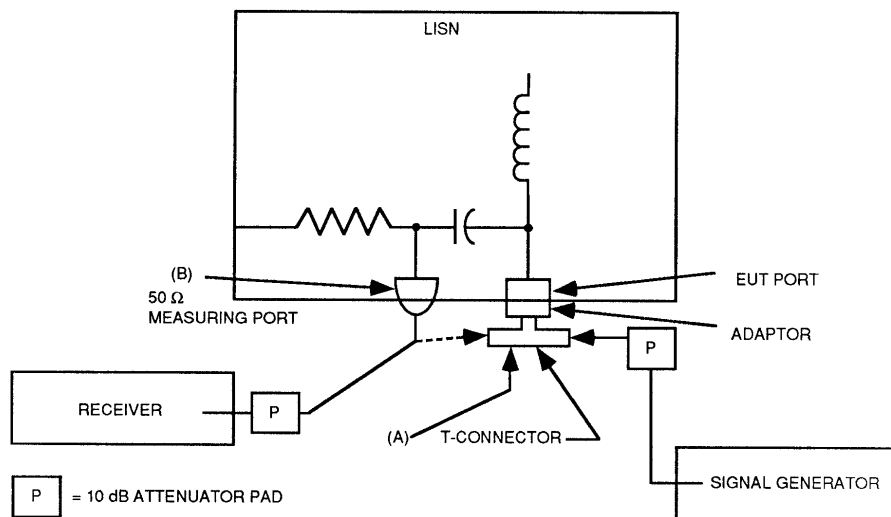 LISN
(B)
50 Ω
MEASURING PORT
EUT PORT
ADAPTOR
P
RECEIVER
P
(A)
T-CONNECTOR
P
= 10 dB ATTENUATOR PAD
SIGNAL GENERATOR